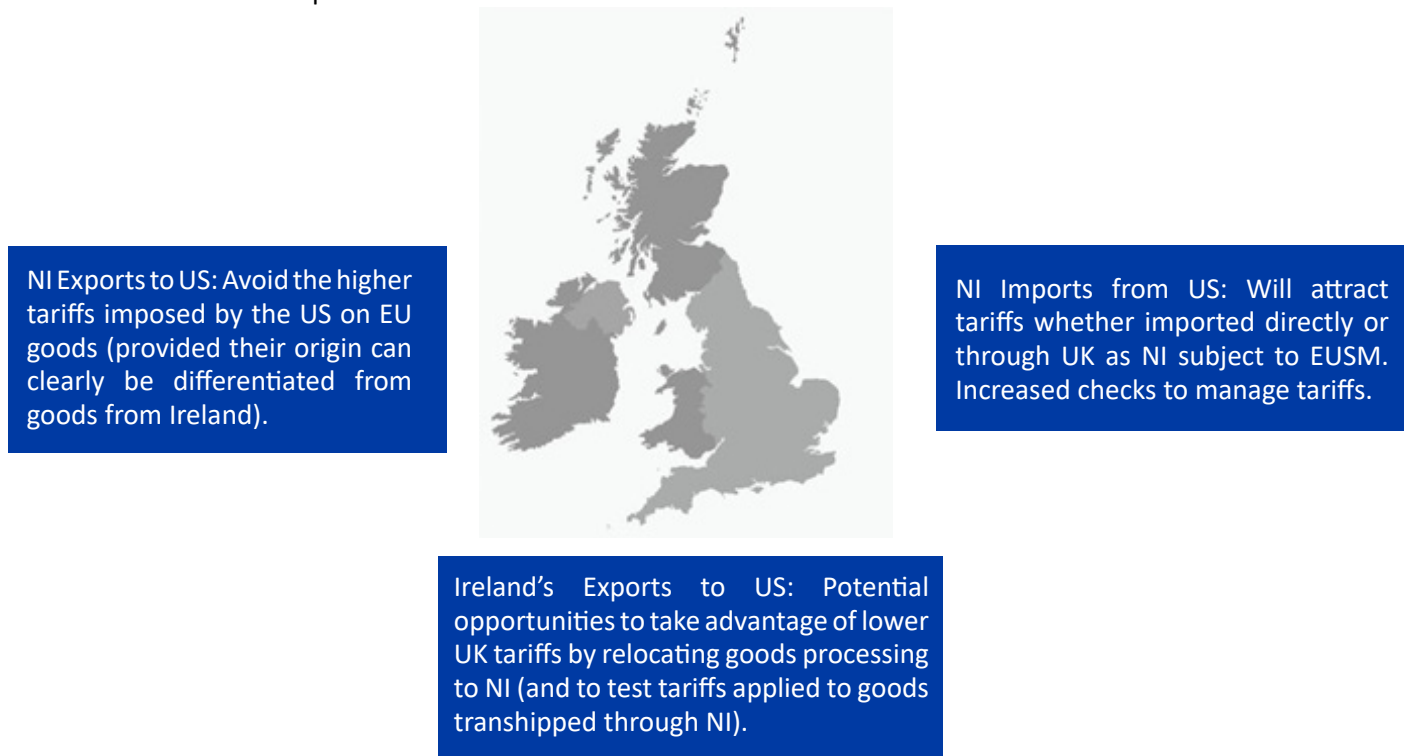 NI Exports to US: Avoid the higher
tariffs imposed by the US on EU
goods (provided their origin can
clearly be differentiated from
goods from Ireland).
NI Imports from US: Will attract
tariffs whether imported directly or
through UK as NI subject to EUSM.
Increased checks to manage tariffs.
Ireland's Exports to US: Potential
opportunities to take advantage of lower
UK tariffs by relocating goods processing
to NI (and to test tariffs applied to goods
transhipped through NI).